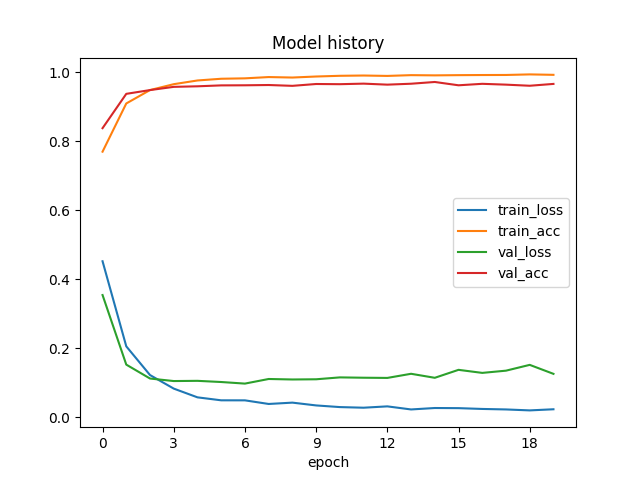 Model history
1.0
0.8
0.6
0.4
0.2
0.0
train_loss
train_acc
val_loss
val_acc
0 3 6 9 12 15 18
epoch